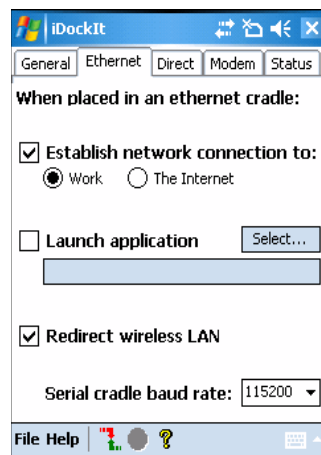 iDockIt
General Ethernet Direct Modem Status
When placed in an ethernet cradle:
Establish network connection to:
Work The Internet
Launch application Select...
Redirect wireless LAN
Serial cradle baud rate: 115200
File Help